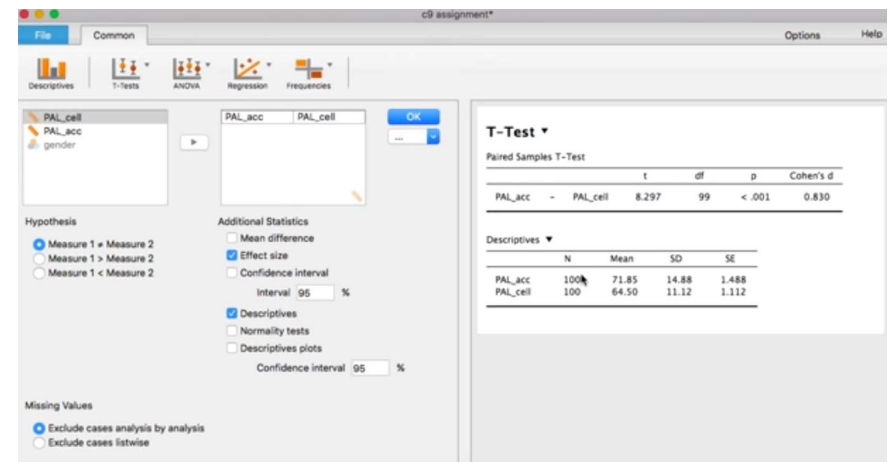 c9 assignment*
File Common Options Help
Descriptives T-Tests ANOVA Regression Frequencies
PAL_cell
PAL_acc
gender
PAL_acc PAL_cell
OK
...
Hypothesis
Measure 1 ≠ Measure 2
Measure 1 > Measure 2
Measure 1 < Measure 2
Additional Statistics
Mean difference
Effect size
Confidence interval
Interval 95 %
Descriptives
Normality tests
Descriptives plots
Confidence interval 95 %
Missing Values
Exclude cases analysis by analysis
Exclude cases listwise
T-Test ▼
Paired Samples T-Test
t df p Cohen's d
PAL_acc - PAL_cell 8.297 99 < .001 0.830
Descriptives ▼
N Mean SD SE
PAL_acc 100 71.85 14.88 1.488
PAL_cell 100 64.50 11.12 1.112